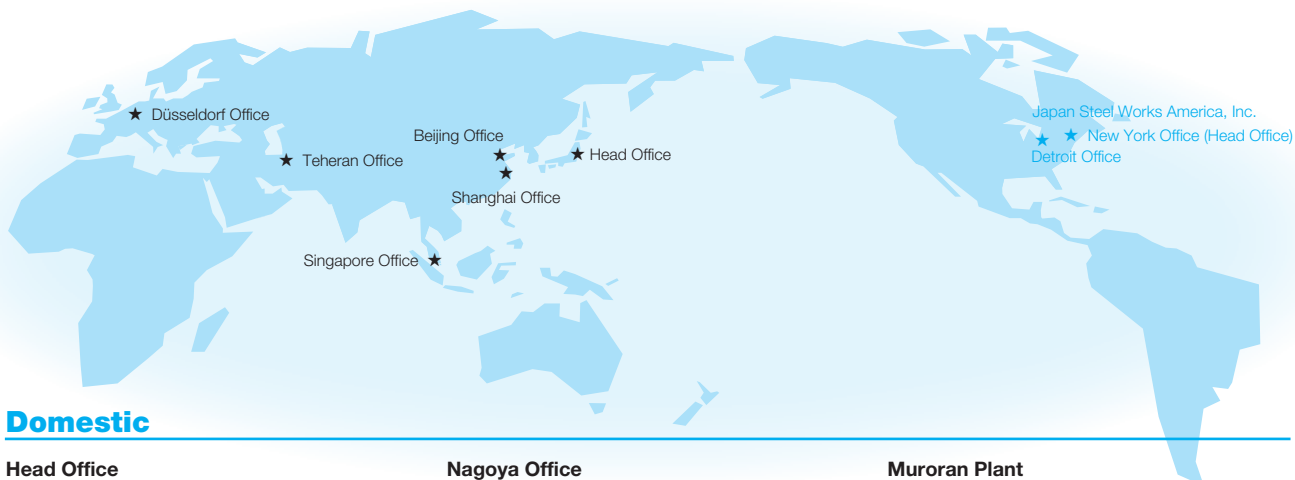 Japan Steel Works America, Inc.
Düsseldorf Office
Beijing Office
New York Office (Head Office)
Teheran Office
Head Office
Detroit Office
Shanghai Office
Singapore Office
Domestic
Head Office
Nagoya Office
Muroran Plant